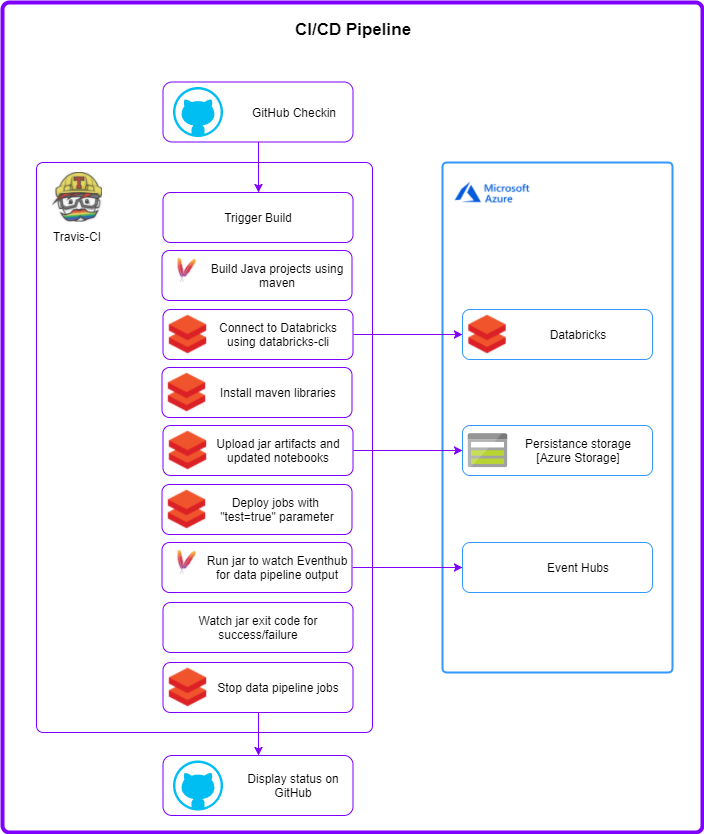 CI/CD Pipeline
GitHub Checkin
T
Travis-CI
Trigger Build
Microsoft
Azure
Build Java projects using
maven
Connect to Databricks
using databricks-cli
Databricks
Install maven libraries
Upload jar artifacts and
updated notebooks
Persistance storage
[Azure Storage]
Deploy jobs with
"test=true" parameter
Run jar to watch Eventhub
for data pipeline output
Event Hubs
Watch jar exit code for
success/failure
Stop data pipeline jobs
Display status on
GitHub